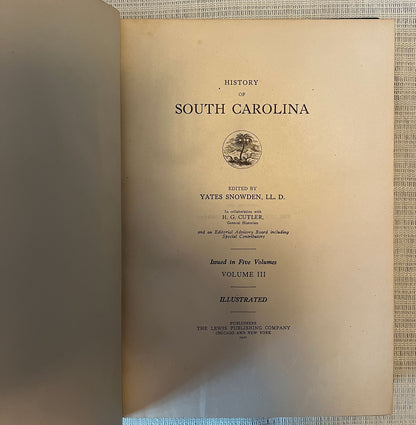 HISTORY
OF
SOUTH CAROLINA
EDITED BY
YATES SNOWDEN, LL. D.
In collaboration with
H. G. CUTLER,
General Historian
and an Editorial Advisory Board including
Special Contributors
Issued in Five Volumes
VOLUME III
ILLUSTRATED
PUBLISHERS
THE LEWIS PUBLISHING COMPANY
CHICAGO AND NEW YORK